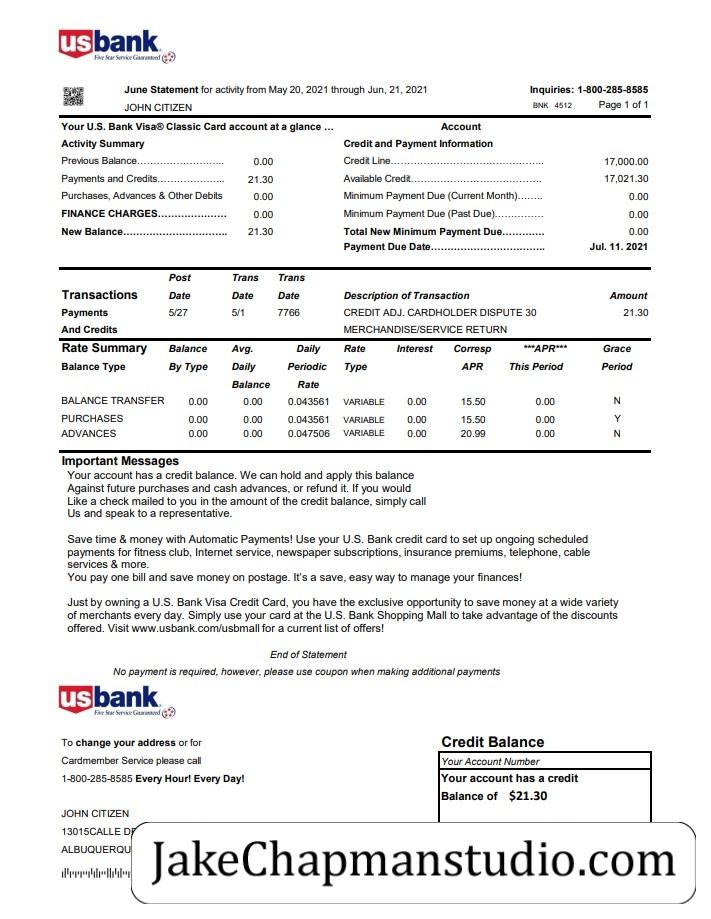 usbank.
Five Star Service Guaranteed
June Statement for activity from May 20, 2021 through Jun, 21, 2021 Inquiries: 1-800-285-8585
JOHN CITIZEN BNK 4512 Page 1 of 1
Your U.S. Bank Visa® Classic Card account at a glance … Account
Activity Summary Credit and Payment Information
Previous Balance…………………….. 0.00 Credit Line………………………………………….. 17,000.00
Payments and Credits……………….. 21.30 Available Credit…………………………………….. 17,021.30
Purchases, Advances & Other Debits 0.00 Minimum Payment Due (Current Month)…….. 0.00
FINANCE CHARGES………………… 0.00 Minimum Payment Due (Past Due)………….. 0.00
New Balance………………………….. 21.30 Total New Minimum Payment Due…………. 0.00
Payment Due Date……………………………….. Jul. 11. 2021
Post Trans Trans
Transactions Date Date Date Description of Transaction Amount
Payments 5/27 5/1 7766 CREDIT ADJ. CARDHOLDER DISPUTE 30 21.30
And Credits MERCHANDISE/SERVICE RETURN
Rate Summary Balance Avg. Daily Rate Interest Corresp ***APR*** Grace
Balance Type By Type Daily Periodic Type APR This Period Period
Balance Rate
BALANCE TRANSFER 0.00 0.00 0.043561 VARIABLE 0.00 15.50 0.00 N
PURCHASES 0.00 0.00 0.043561 VARIABLE 0.00 15.50 0.00 Y
ADVANCES 0.00 0.00 0.047506 VARIABLE 0.00 20.99 0.00 N
Important Messages
Your account has a credit balance. We can hold and apply this balance
Against future purchases and cash advances, or refund it. If you would
Like a check mailed to you in the amount of the credit balance, simply call
Us and speak to a representative.
Save time & money with Automatic Payments! Use your U.S. Bank credit card to set up ongoing scheduled
payments for fitness club, Internet service, newspaper subscriptions, insurance premiums, telephone, cable
services & more.
You pay one bill and save money on postage. It's a save, easy way to manage your finances!
Just by owning a U.S. Bank Visa Credit Card, you have the exclusive opportunity to save money at a wide variety
of merchants every day. Simply use your card at the U.S. Bank Shopping Mall to take advantage of the discounts
offered. Visit www.usbank.com/usbmall for a current list of offers!
End of Statement
No payment is required, however, please use coupon when making additional payments
usbank.
Five Star Service Guaranteed
To change your address or for Credit Balance
Cardmember Service please call Your Account Number
1-800-285-8585 Every Hour! Every Day! Your account has a credit
Balance of $21.30
JOHN CITIZEN
13015CALLE
ALBUQUERQU
JakeChapmanstudio.com